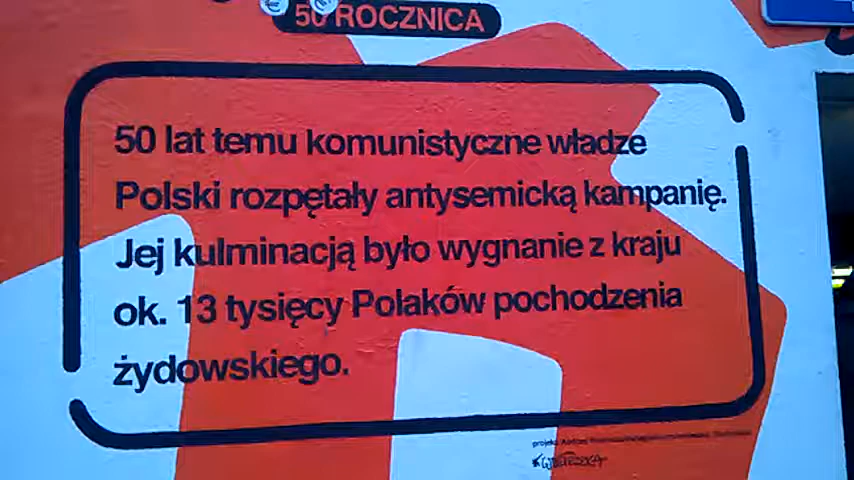 50 ROCZNICA
50 lat temu komunistyczne władze
Polski rozpętały antysemicką kampanię.
Jej kulminacją było wygnanie z kraju
ok. 13 tysięcy Polaków pochodzenia
żydowskiego.